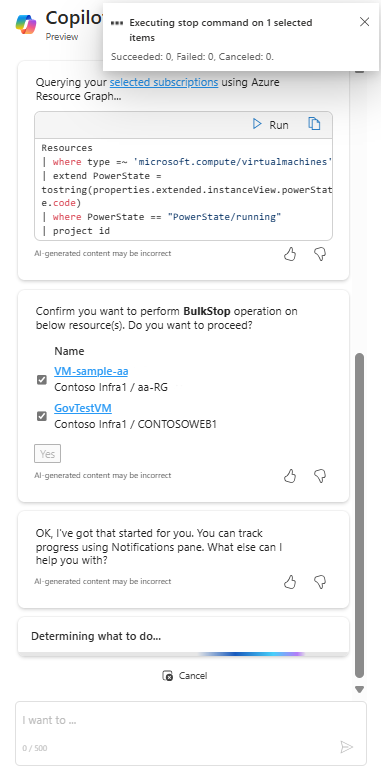 Copilot
Preview
Executing stop command on 1 selected
items
Succeeded: 0, Failed: 0, Canceled: 0.
Querying your selected subscriptions using Azure
Resource Graph...
Run
Resources
| where type =~ 'microsoft.compute/virtualmachines'
| extend PowerState =
tostring(properties.extended.instanceView.powerStat
e.code)
| where PowerState == "PowerState/running"
| project id
AI-generated content may be incorrect
Confirm you want to perform BulkStop operation on
below resource(s). Do you want to proceed?
Name
VM-sample-aa
Contoso Infra1 / aa-RG
GovTestVM
Contoso Infra1 / CONTOSOWEB1
Yes
AI-generated content may be incorrect
OK, I've got that started for you. You can track
progress using Notifications pane. What else can I
help you with?
AI-generated content may be incorrect
Determining what to do...
Cancel
I want to ...
0 / 500